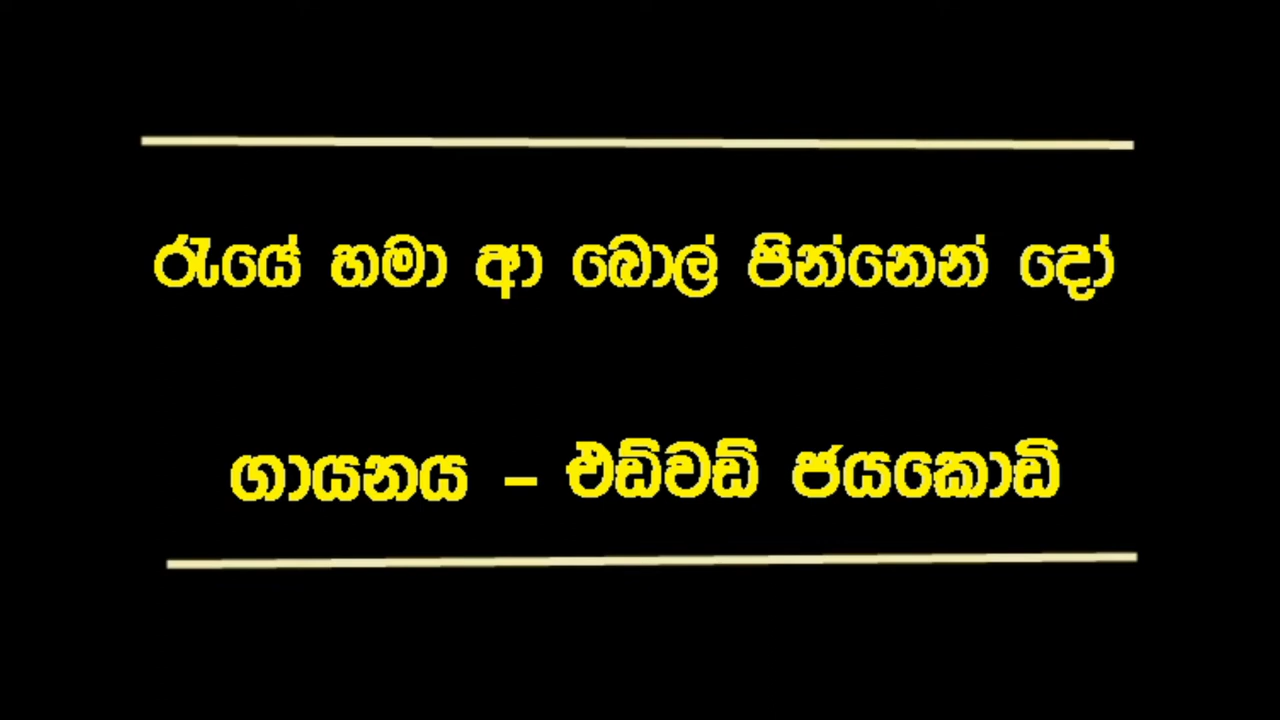 රැයේ හමා ආ බොල් පින්නෙන් දෝ
ගායනය – එඩ්වඩ් ජයකොඩි